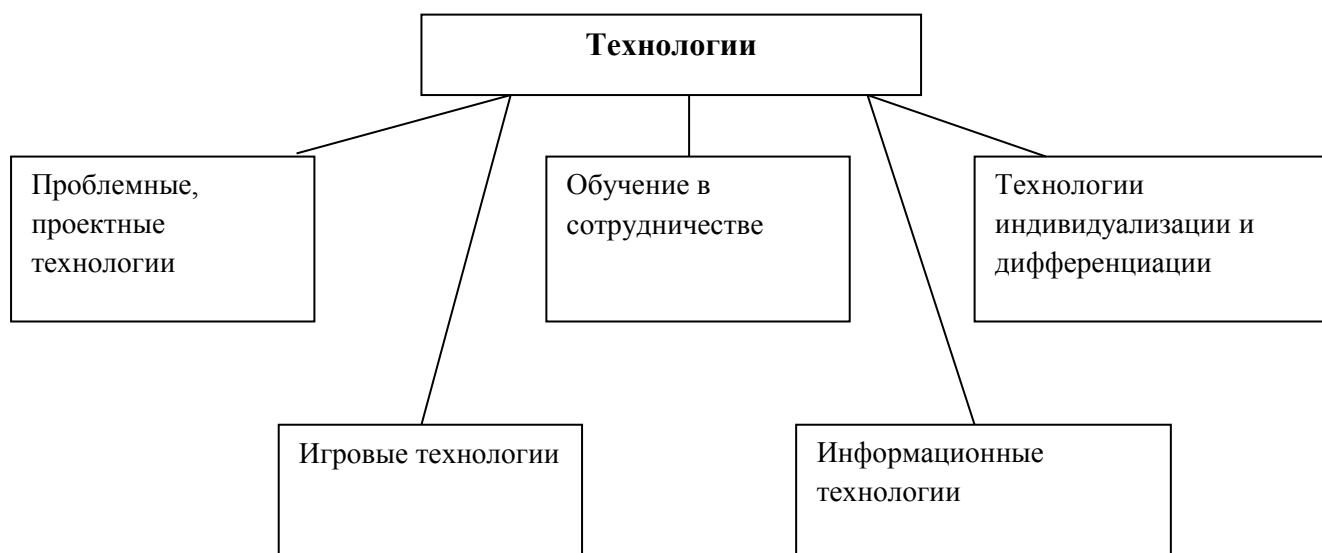 Технологии
Проблемные,
проектные
технологии
Обучение в
сотрудничестве
Технологии
индивидуализации и
дифференциации
Игровые технологии
Информационные
технологии